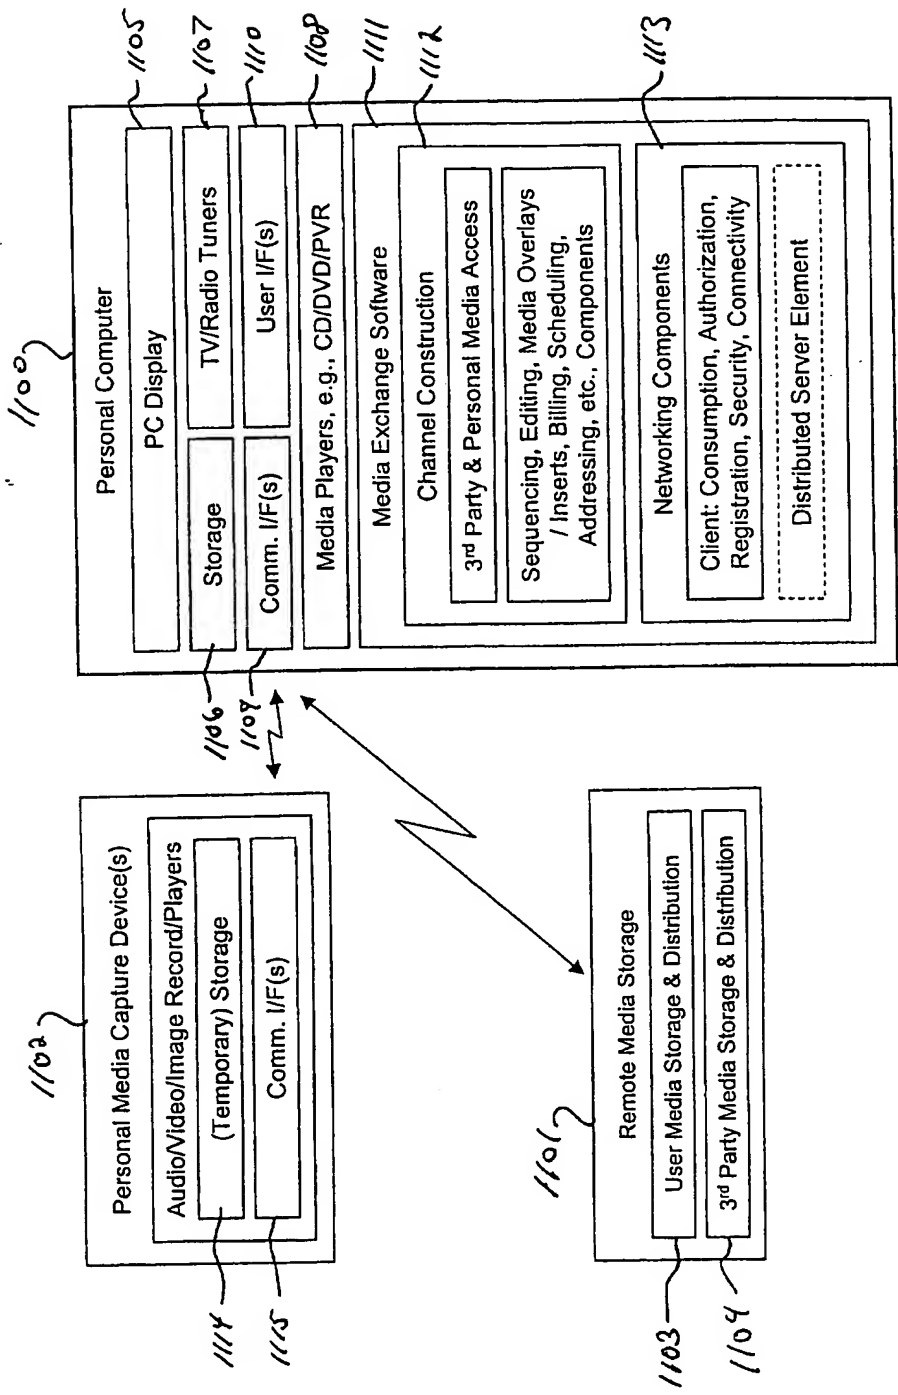 1100
Personal Computer
PC Display
1105
Storage
TV/Radio Tuners
1107
1106
Comm. I/F(s)
User I/F(s)
1110
1109
Media Players, e.g., CD/DVD/PVR
1108
Media Exchange Software
1111
Channel Construction
1112
3rd Party & Personal Media Access
Sequencing, Editing, Media Overlays
/ Inserts, Billing, Scheduling,
Addressing, etc., Components
Networking Components
1113
Client: Consumption, Authorization,
Registration, Security, Connectivity
Distributed Server Element
1102
Personal Media Capture Device(s)
Audio/Video/Image Record/Players
(Temporary) Storage
1114
Comm. I/F(s)
1115
1101
Remote Media Storage
User Media Storage & Distribution
1103
3rd Party Media Storage & Distribution
1104